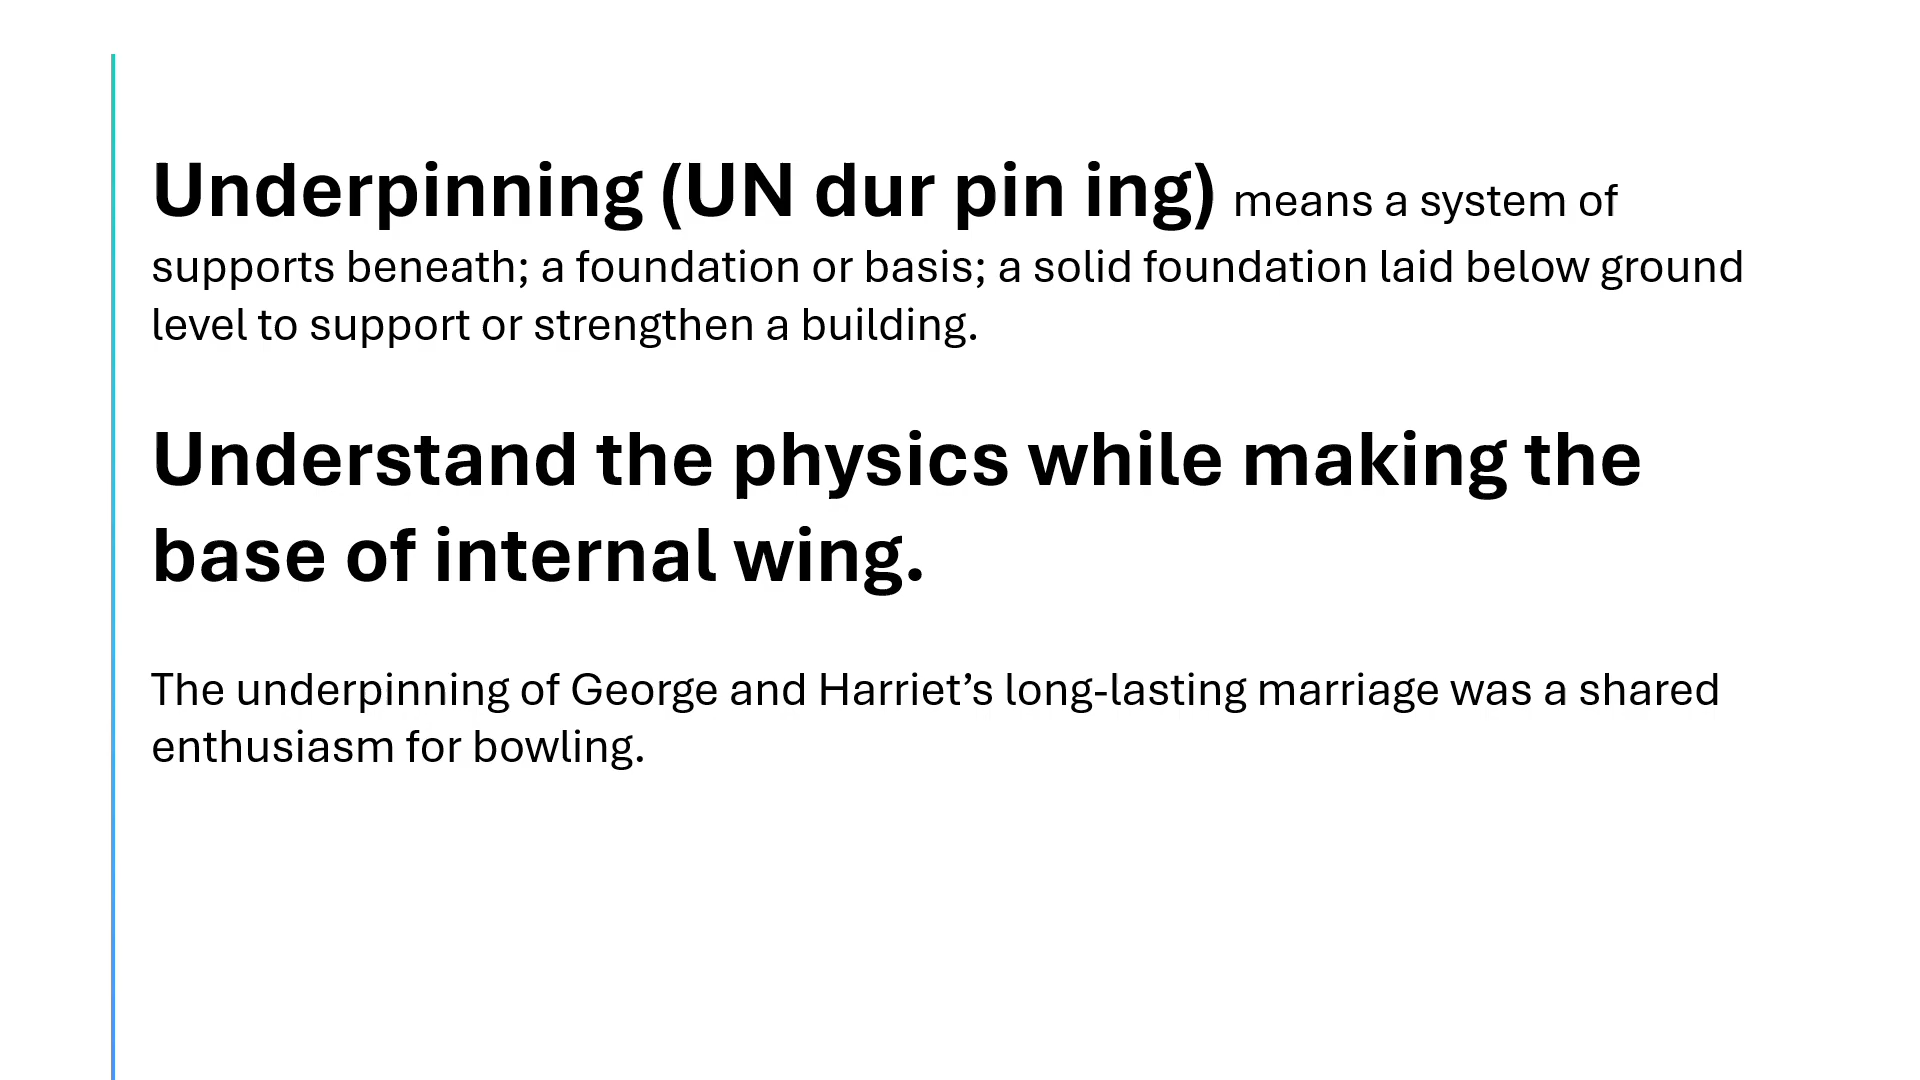 Underpinning (UN dur pin ing) means a system of
supports beneath; a foundation or basis; a solid foundation laid below ground
level to support or strengthen a building.
Understand the physics while making the
base of internal wing.
The underpinning of George and Harriet’s long-lasting marriage was a shared
enthusiasm for bowling.